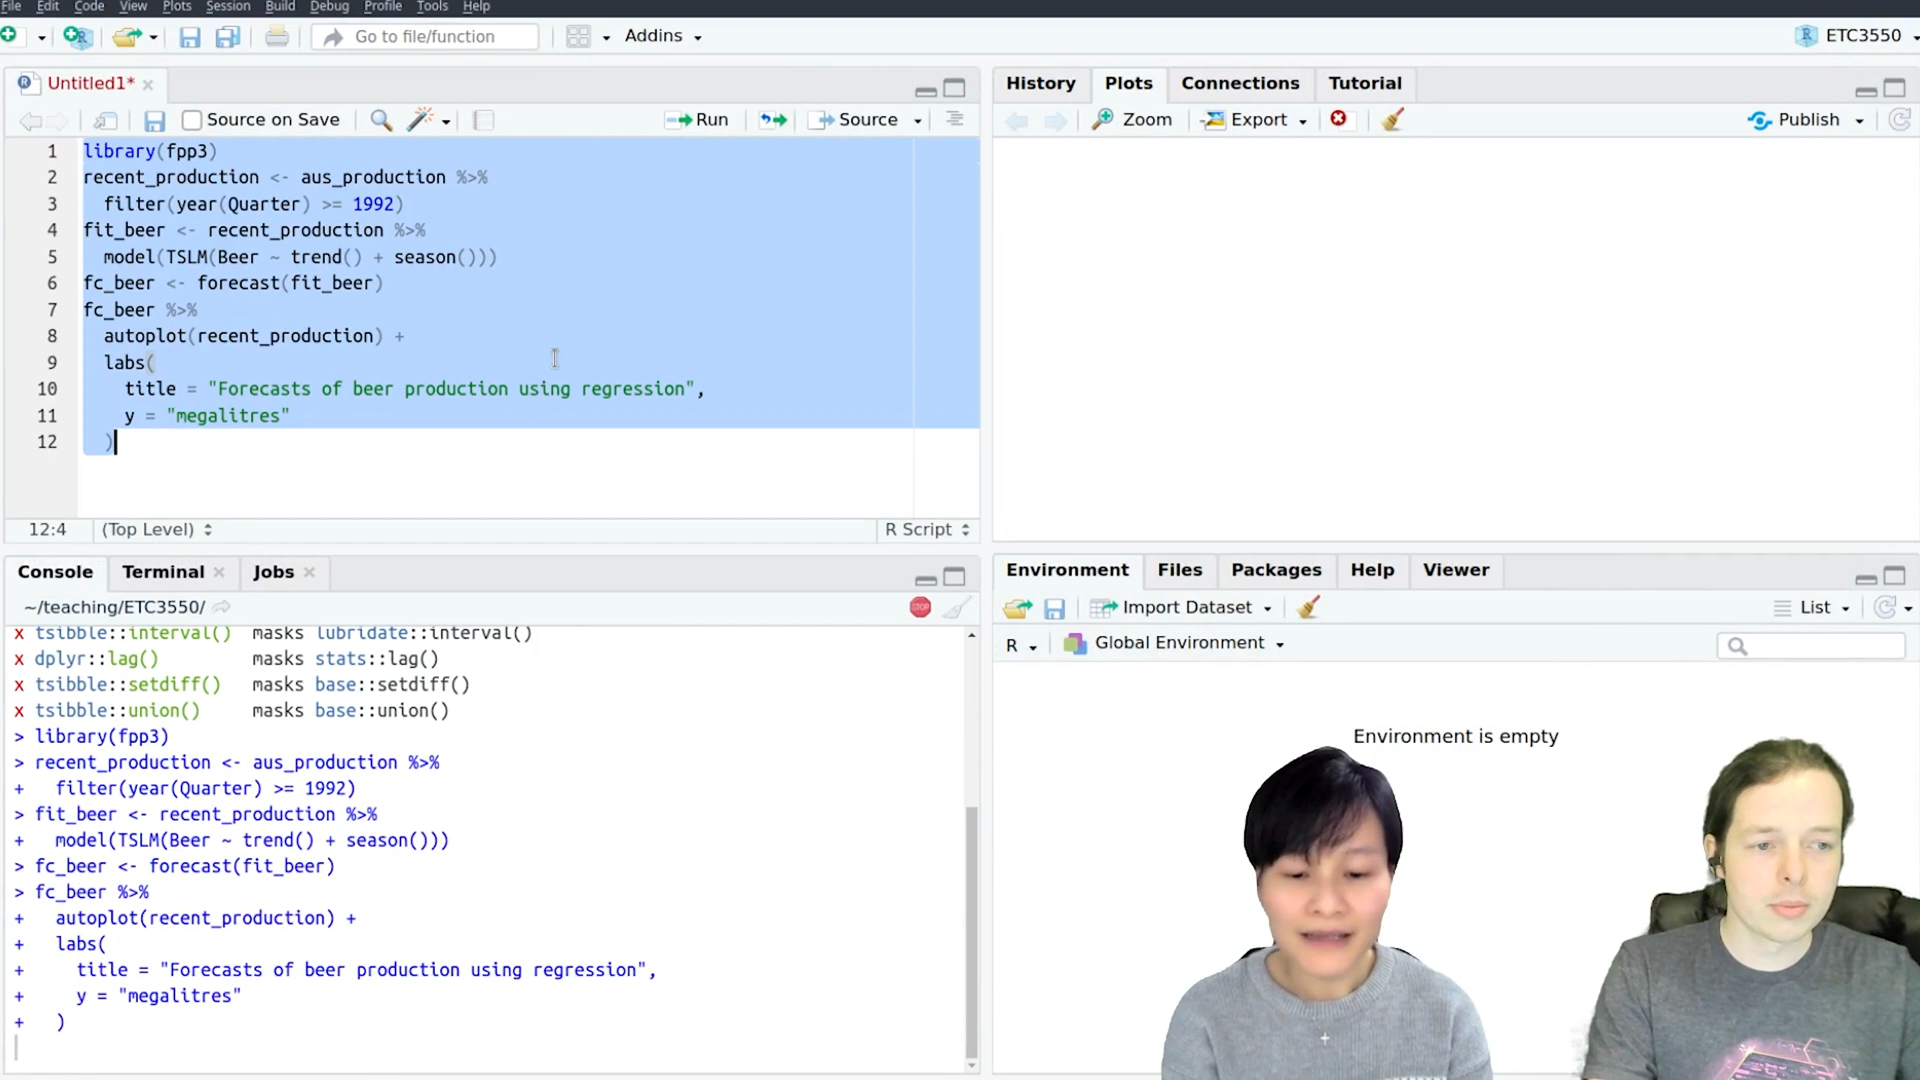 File Edit Code View Plots Session Build Debug Profile Tools Help
Go to file/function
Addins
ETC3550
Untitled1*
Source on Save
Run
Source
1 library(fpp3)
2 recent_production <- aus_production %>%
3 filter(year(Quarter) >= 1992)
4 fit_beer <- recent_production %>%
5 model(TSLM(Beer ~ trend() + season()))
6 fc_beer <- forecast(fit_beer)
7 fc_beer %>%
8 autoplot(recent_production) +
9 labs(
10 title = "Forecasts of beer production using regression",
11 y = "megalitres"
12 )
12:4 (Top Level) R Script
Console Terminal Jobs
~/teaching/ETC3550/
STOP
x tsibble::interval() masks lubridate::interval()
x dplyr::lag() masks stats::lag()
x tsibble::setdiff() masks base::setdiff()
x tsibble::union() masks base::union()
> library(fpp3)
> recent_production <- aus_production %>%
+ filter(year(Quarter) >= 1992)
> fit_beer <- recent_production %>%
+ model(TSLM(Beer ~ trend() + season()))
> fc_beer <- forecast(fit_beer)
> fc_beer %>%
+ autoplot(recent_production) +
+ labs(
+ title = "Forecasts of beer production using regression",
+ y = "megalitres"
+ )
History Plots Connections Tutorial
Zoom Export Publish
Environment Files Packages Help Viewer
Import Dataset List
R Global Environment
Environment is empty